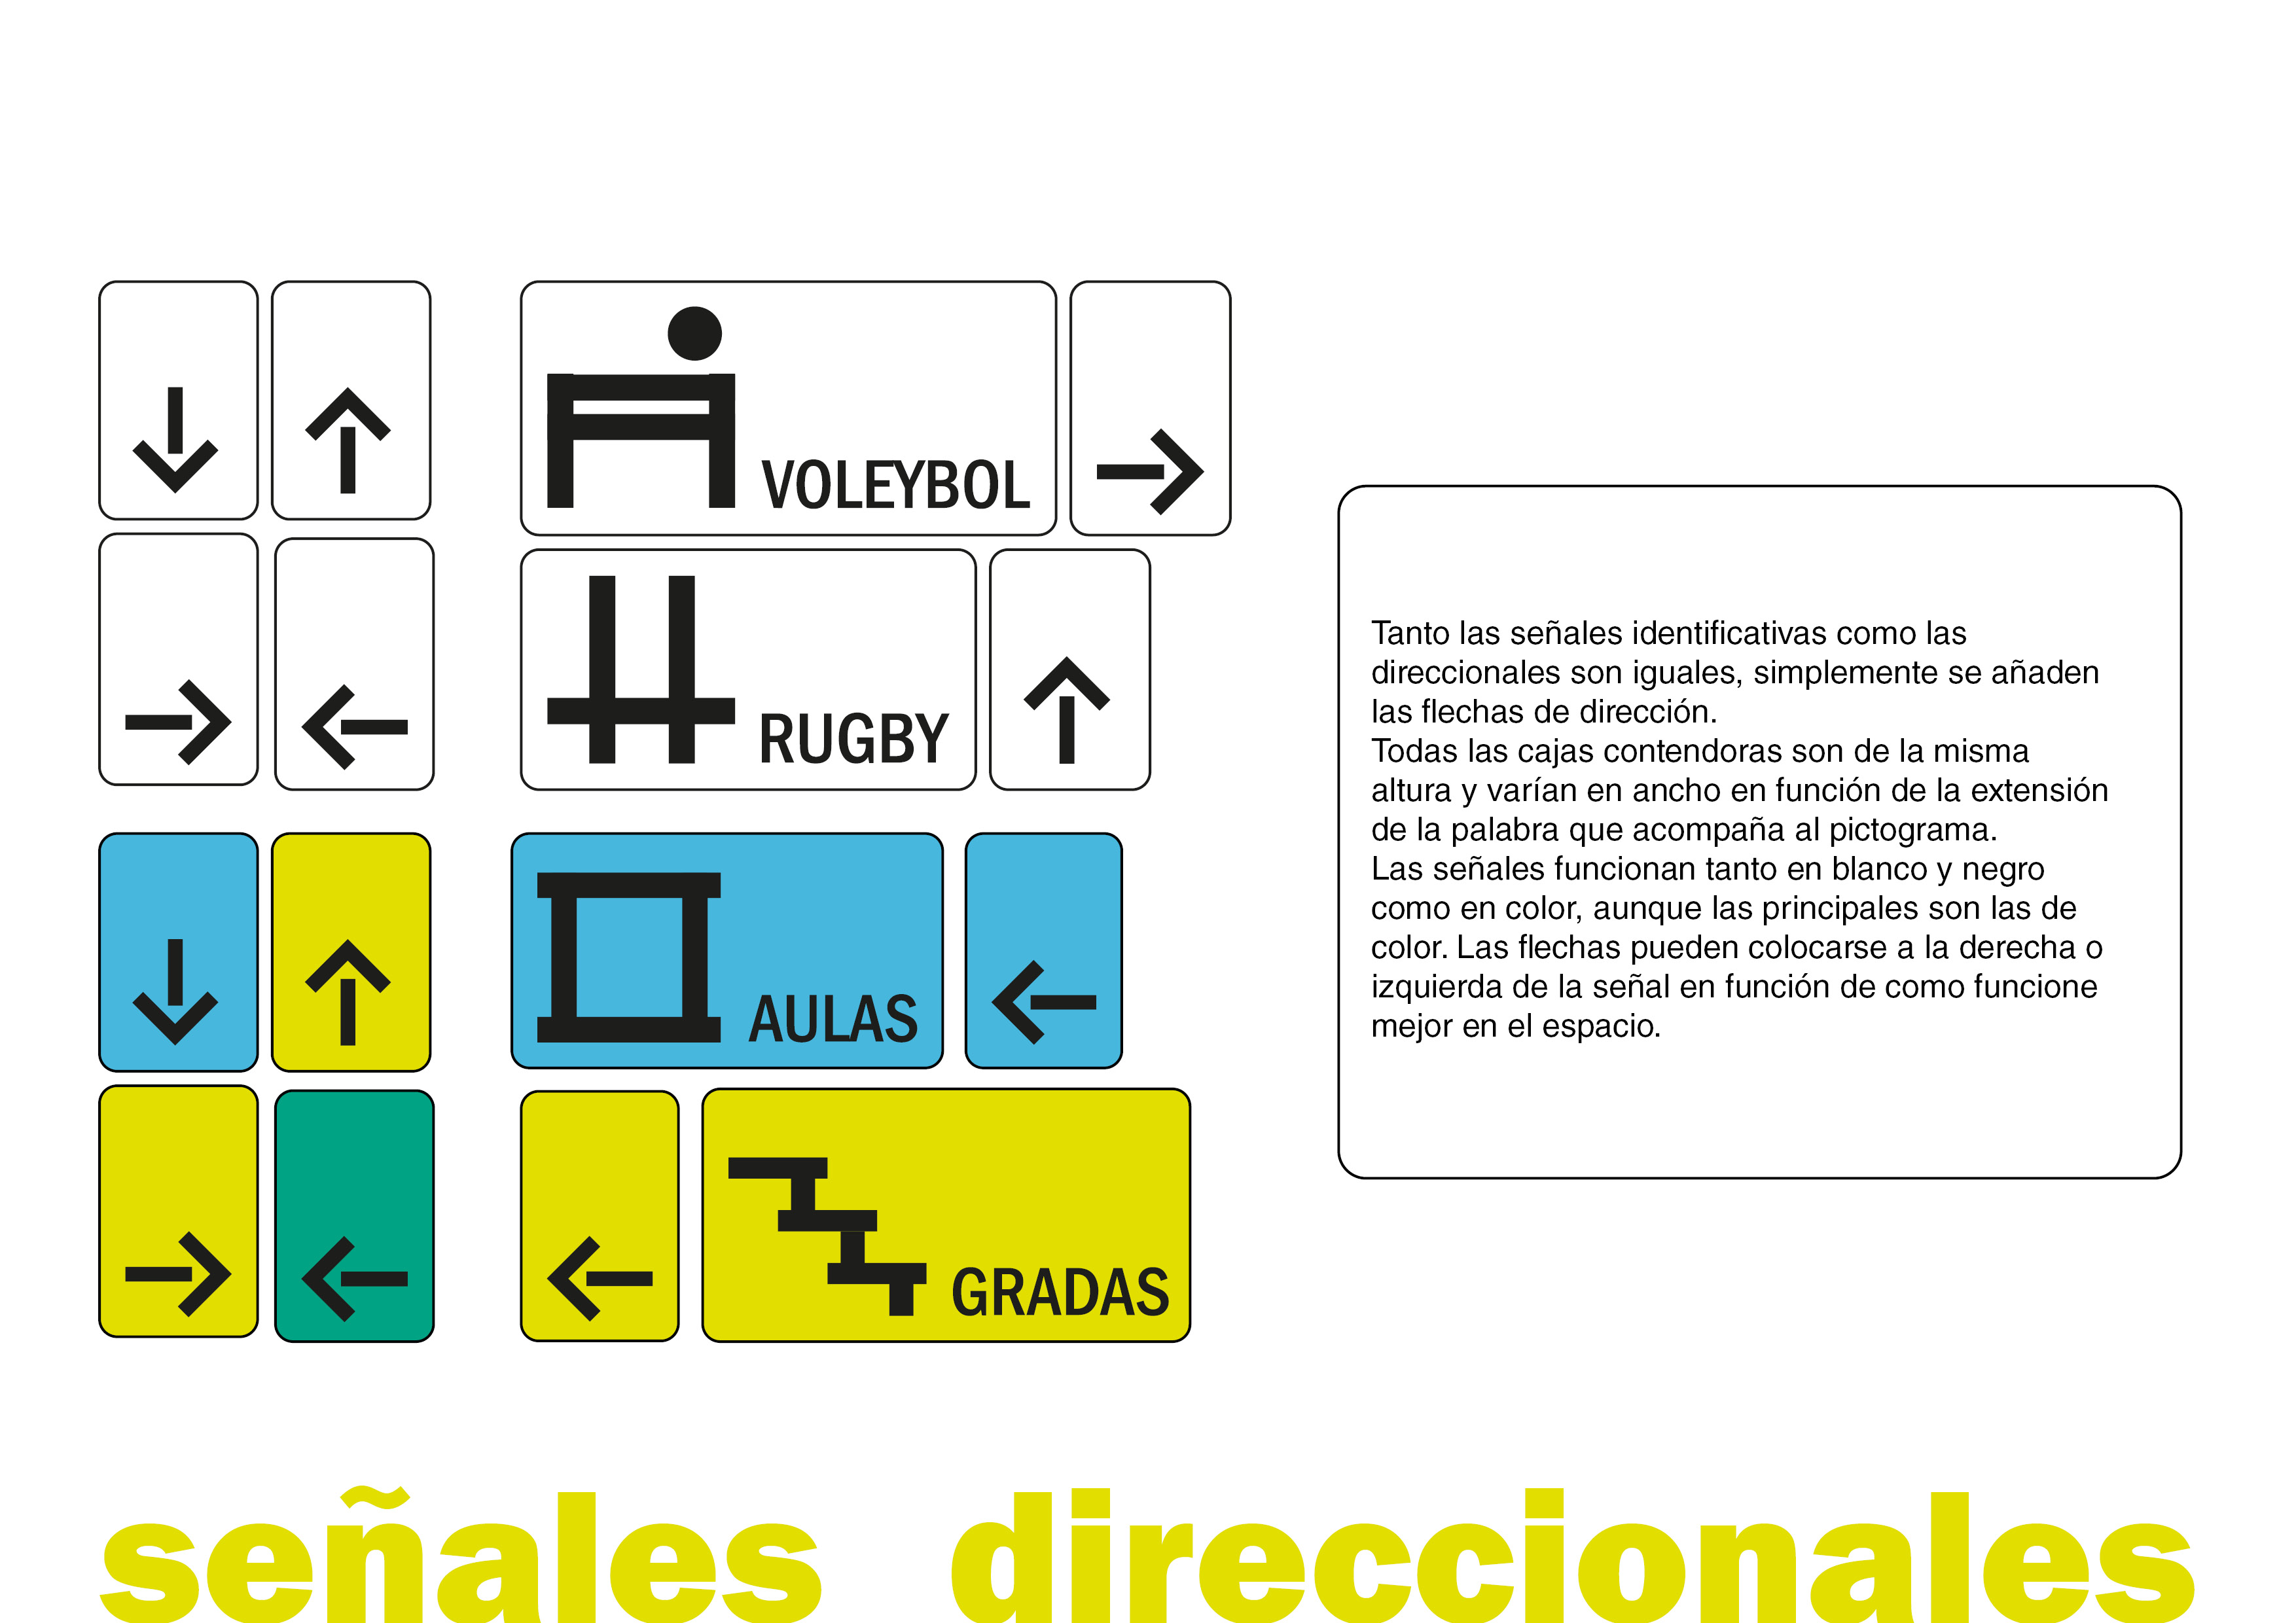 VOLEYBOL
RUGBY
AULAS
GRADAS
Tanto las señales identificativas como las
direccionales son iguales, simplemente se añaden
las flechas de dirección.
Todas las cajas contendoras son de la misma
altura y varían en ancho en función de la extensión
de la palabra que acompaña al pictograma.
Las señales funcionan tanto en blanco y negro
como en color, aunque las principales son las de
color. Las flechas pueden colocarse a la derecha o
izquierda de la señal en función de como funcione
mejor en el espacio.
señales direccionales